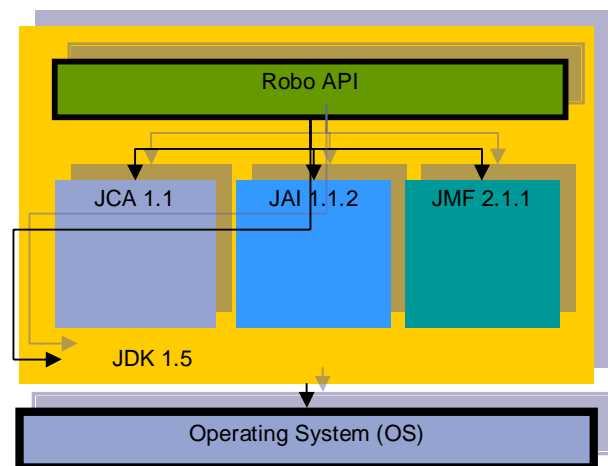 Robo API
JCA 1.1
JAI 1.1.2
JMF 2.1.1
JDK 1.5
Operating System (OS)